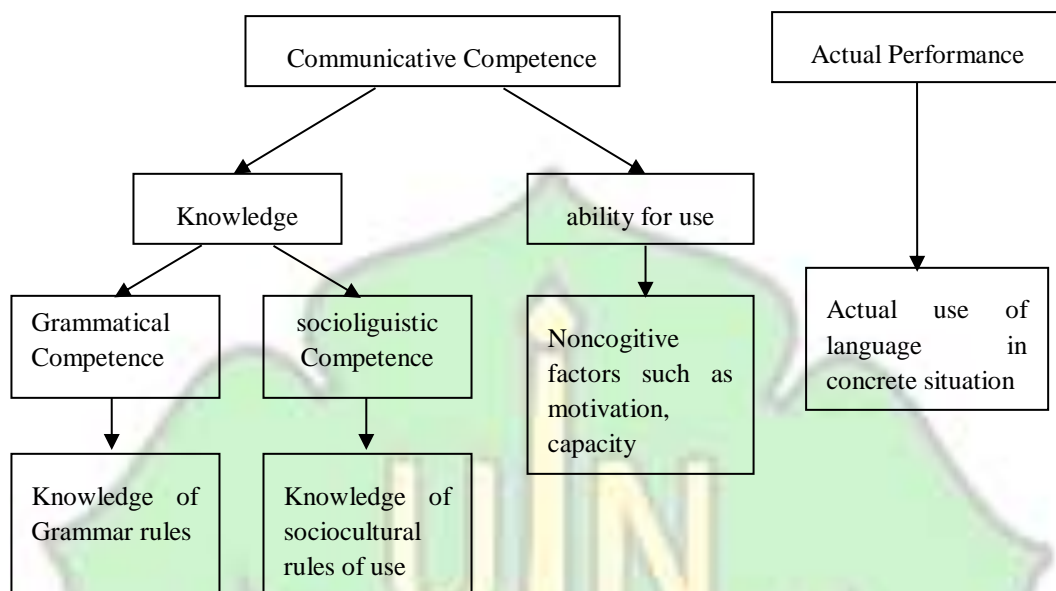 Communicative Competence
Actual Performance
Knowledge
ability for use
Grammatical
Competence
socioliguistic
Competence
Noncogitive
factors such as
motivation,
capacity
Actual use of
language in
concrete situation
Knowledge of
Grammar rules
Knowledge of
sociocultural
rules of use
UIN